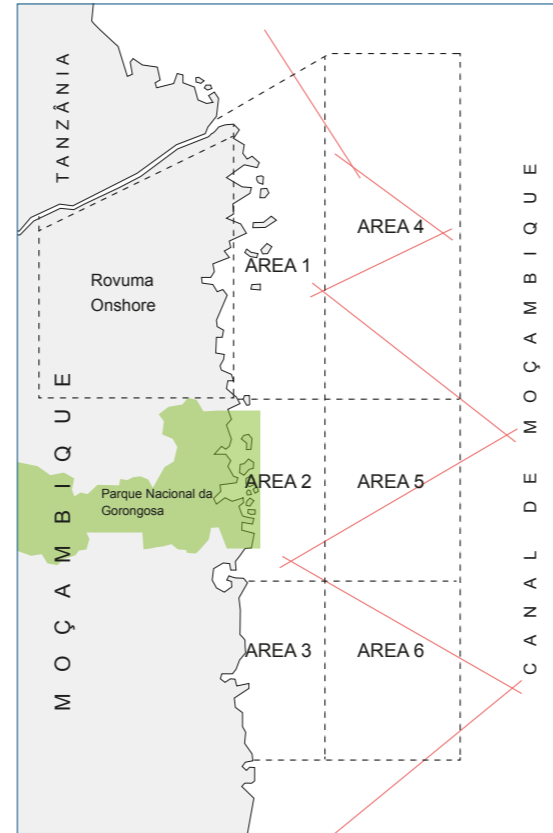 TANZÂNIA
AREA 4
AREA 1
Rovuma
Onshore
CANAL DE MOÇAMBIQUE
MOÇAMBIQUE
AREA 2
AREA 5
Parque Nacional da
Gorongosa
AREA 3
AREA 6